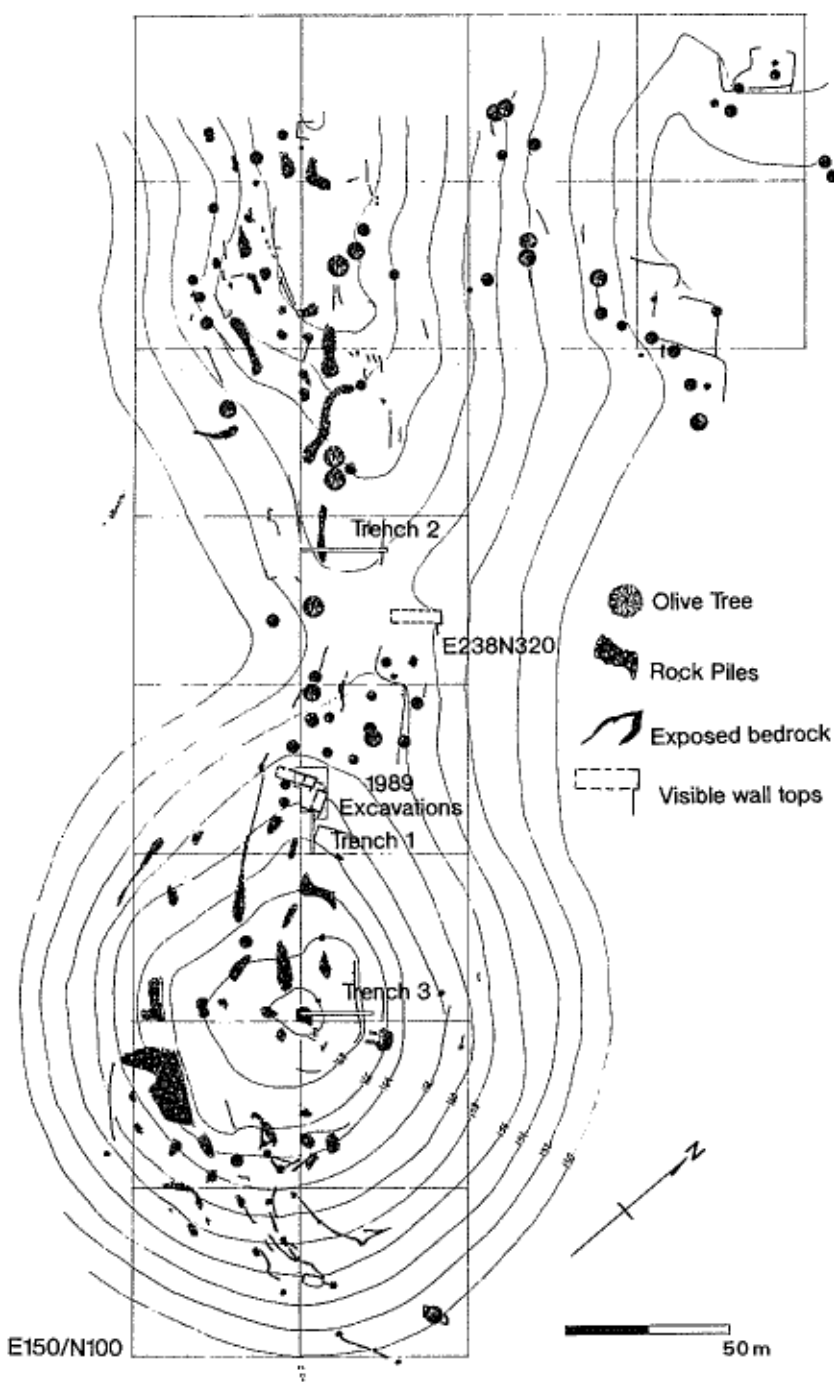 Trench 2
Olive Tree
E238N320
Rock Piles
Exposed bedrock
1989
Excavations
Visible wall tops
Trench 1
Trench 3
N
E150/N100
50 m